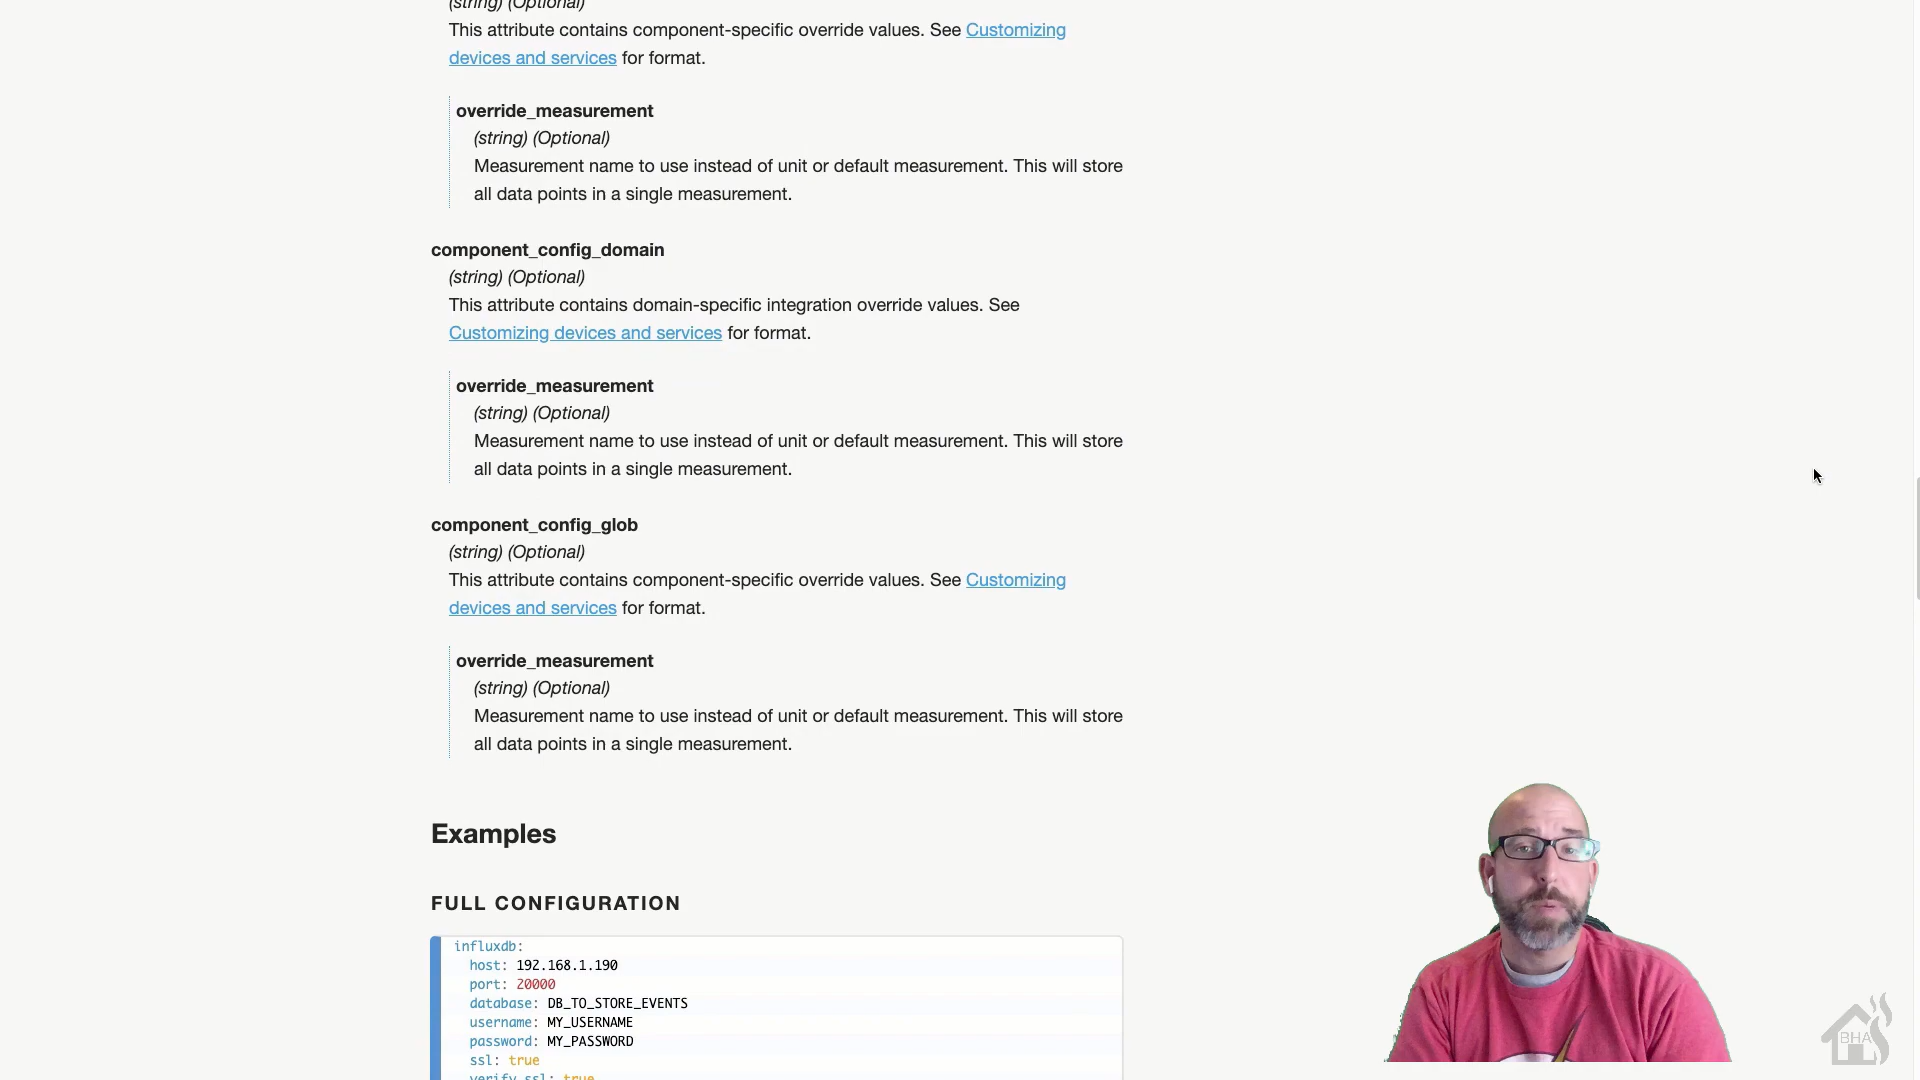 (string) (Optional)
This attribute contains component-specific override values. See Customizing
devices and services for format.
override_measurement
(string) (Optional)
Measurement name to use instead of unit or default measurement. This will store
all data points in a single measurement.
component_config_domain
(string) (Optional)
This attribute contains domain-specific integration override values. See
Customizing devices and services for format.
override_measurement
(string) (Optional)
Measurement name to use instead of unit or default measurement. This will store
all data points in a single measurement.
component_config_glob
(string) (Optional)
This attribute contains component-specific override values. See Customizing
devices and services for format.
override_measurement
(string) (Optional)
Measurement name to use instead of unit or default measurement. This will store
all data points in a single measurement.
Examples
FULL CONFIGURATION
influxdb:
host: 192.168.1.190
port: 20000
database: DB_TO_STORE_EVENTS
username: MY_USERNAME
password: MY_PASSWORD
ssl: true
verify_ssl: true
BHA